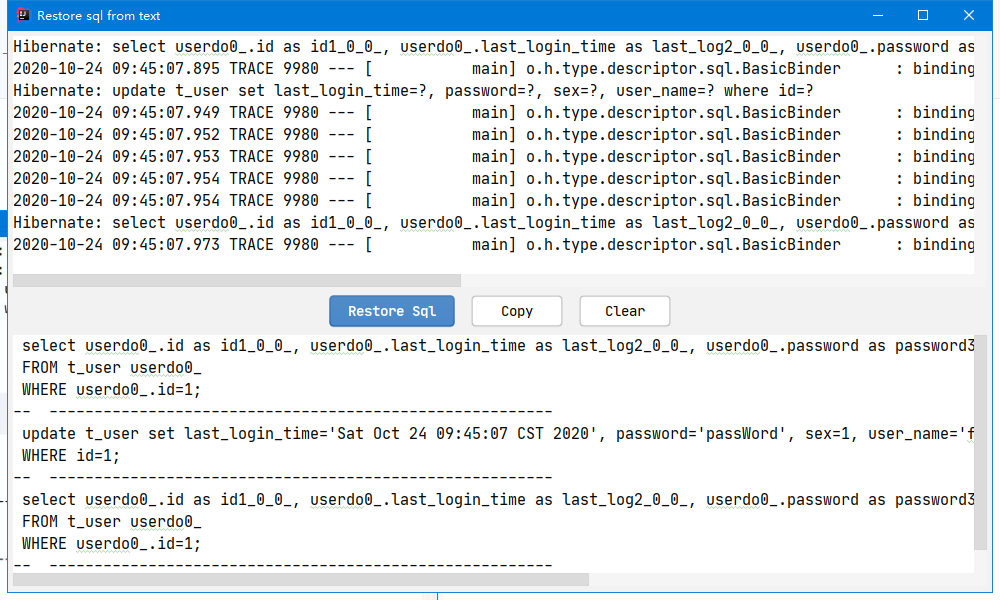 Restore sql from text
Hibernate: select userdo0_.id as id1_0_0_, userdo0_.last_login_time as last_log2_0_0_, userdo0_.password as
2020-10-24 09:45:07.895 TRACE 9980 --- [           main] o.h.type.descriptor.sql.BasicBinder      : binding
Hibernate: update t_user set last_login_time=?, password=?, sex=?, user_name=? where id=?
2020-10-24 09:45:07.949 TRACE 9980 --- [           main] o.h.type.descriptor.sql.BasicBinder      : binding
2020-10-24 09:45:07.952 TRACE 9980 --- [           main] o.h.type.descriptor.sql.BasicBinder      : binding
2020-10-24 09:45:07.953 TRACE 9980 --- [           main] o.h.type.descriptor.sql.BasicBinder      : binding
2020-10-24 09:45:07.954 TRACE 9980 --- [           main] o.h.type.descriptor.sql.BasicBinder      : binding
2020-10-24 09:45:07.954 TRACE 9980 --- [           main] o.h.type.descriptor.sql.BasicBinder      : binding
Hibernate: select userdo0_.id as id1_0_0_, userdo0_.last_login_time as last_log2_0_0_, userdo0_.password as
2020-10-24 09:45:07.973 TRACE 9980 --- [           main] o.h.type.descriptor.sql.BasicBinder      : binding
Restore Sql Copy Clear
select userdo0_.id as id1_0_0_, userdo0_.last_login_time as last_log2_0_0_, userdo0_.password as password3
FROM t_user userdo0_
WHERE userdo0_.id=1;
--  --------------------------------------------------------
update t_user set last_login_time='Sat Oct 24 09:45:07 CST 2020', password='passWord', sex=1, user_name='f
WHERE id=1;
--  --------------------------------------------------------
select userdo0_.id as id1_0_0_, userdo0_.last_login_time as last_log2_0_0_, userdo0_.password as password3
FROM t_user userdo0_
WHERE userdo0_.id=1;
--  --------------------------------------------------------